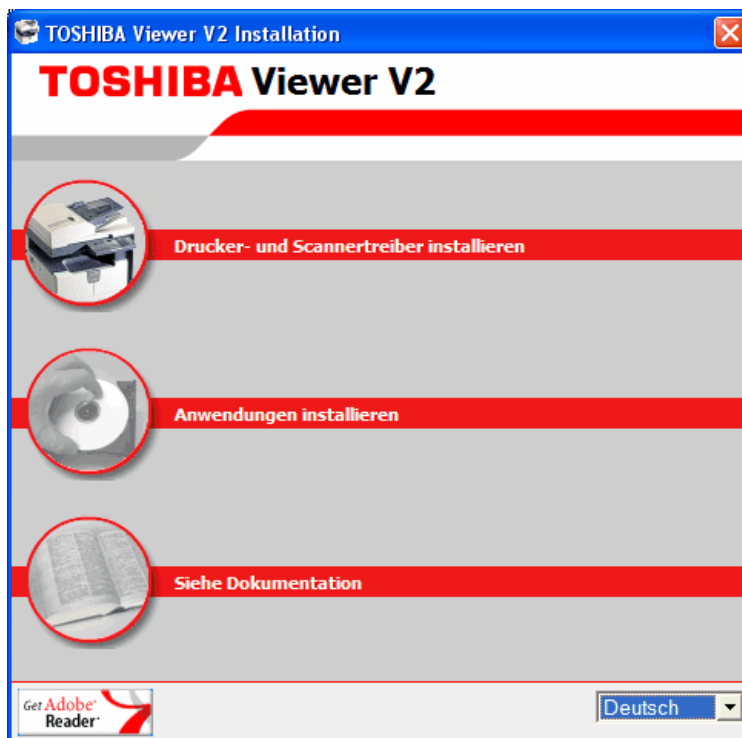 TOSHIBA Viewer V2 Installation
TOSHIBA Viewer V2
Drucker- und Scannertreiber installieren
Anwendungen installieren
Siehe Dokumentation
Get Adobe®
Reader®
Deutsch